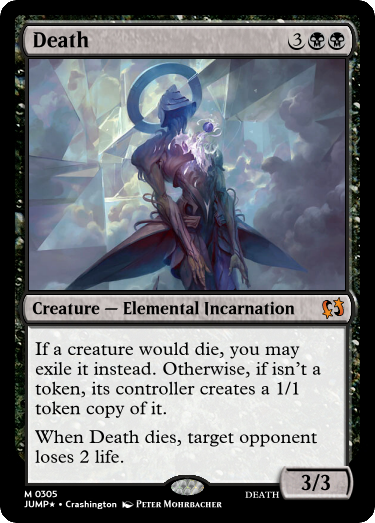 Death 3
Creature — Elemental Incarnation
If a creature would die, you may
exile it instead. Otherwise, if isn't a
token, its controller creates a 1/1
token copy of it.
When Death dies, target opponent
loses 2 life.
3/3
M 0305
JUMP★ • Crashington Peter Mohrbacher
DEATH